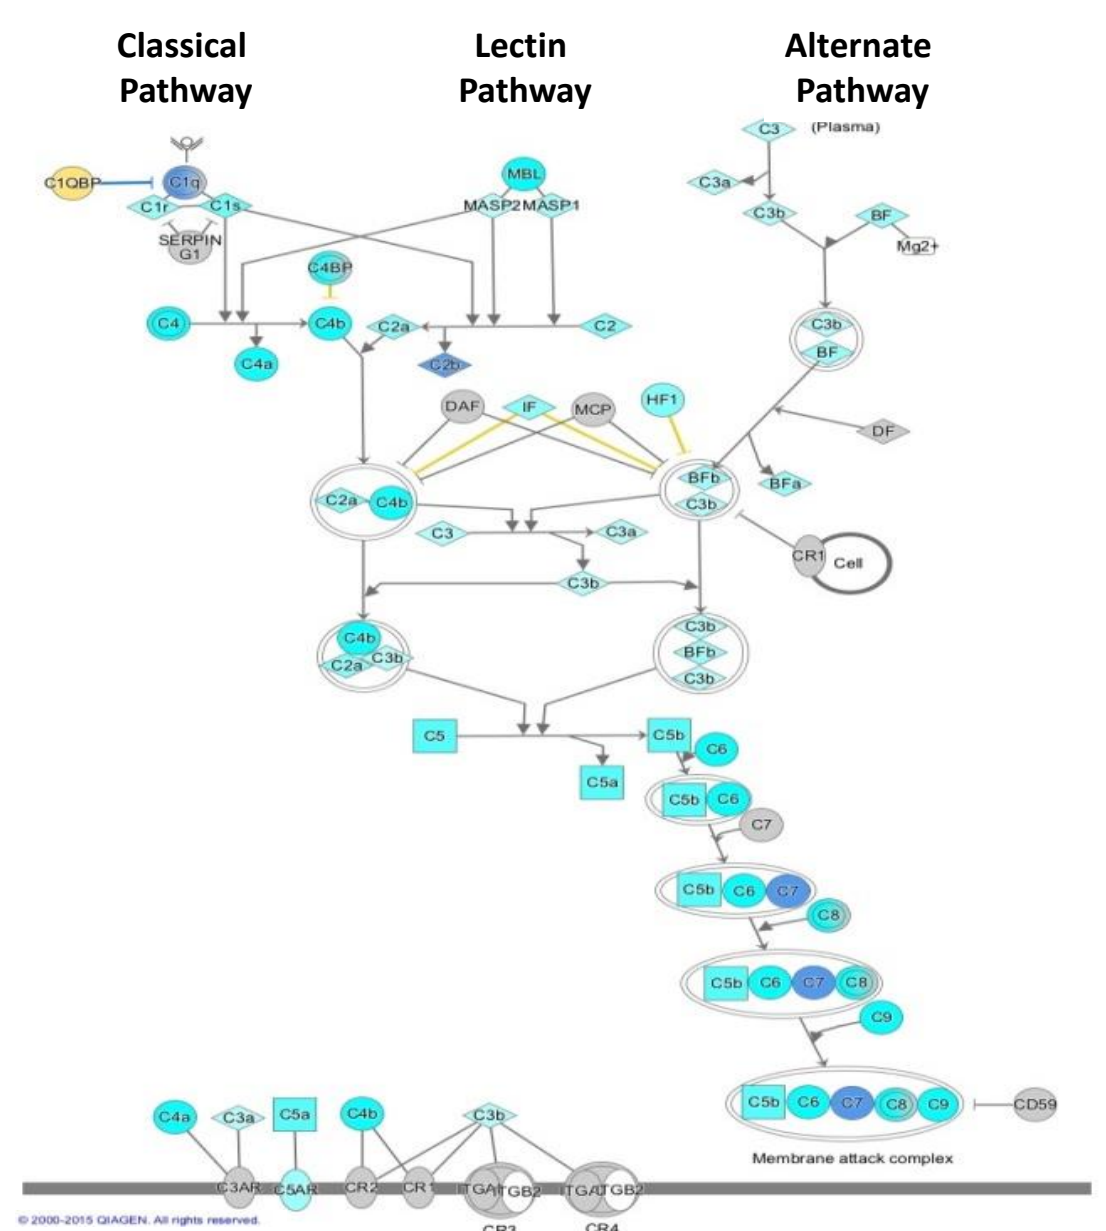 Classical
Pathway
Lectin
Pathway
Alternate
Pathway
C3
(Plasma)
C1QBP
C1q
MBL
C3a
C1r
C1s
MASP2
MASP1
C3b
BF
Mg2+
SERPIN
G1
C4BP
C4
C4b
C2a
C2
C3b
BF
C4a
C2b
DAF
IF
MCP
HF1
DF
C2a
C4b
BFb
C3b
BFa
C3
C3a
CR1
Cell
C3b
C4b
C2a
C3b
C3b
BFb
C3b
C5
C5b
C6
C5a
C5b
C6
C7
C5b
C6
C7
C8
C5b
C6
C7
C8
C9
C5b
C6
C7
C8
C9
CD59
Membrane attack complex
C4a
C3a
C5a
C4b
C3b
C3AR
C5AR
CR2
CR1
ITGB2
ITGB2
CR3
CR4
© 2000-2015 QIAGEN. All rights reserved.